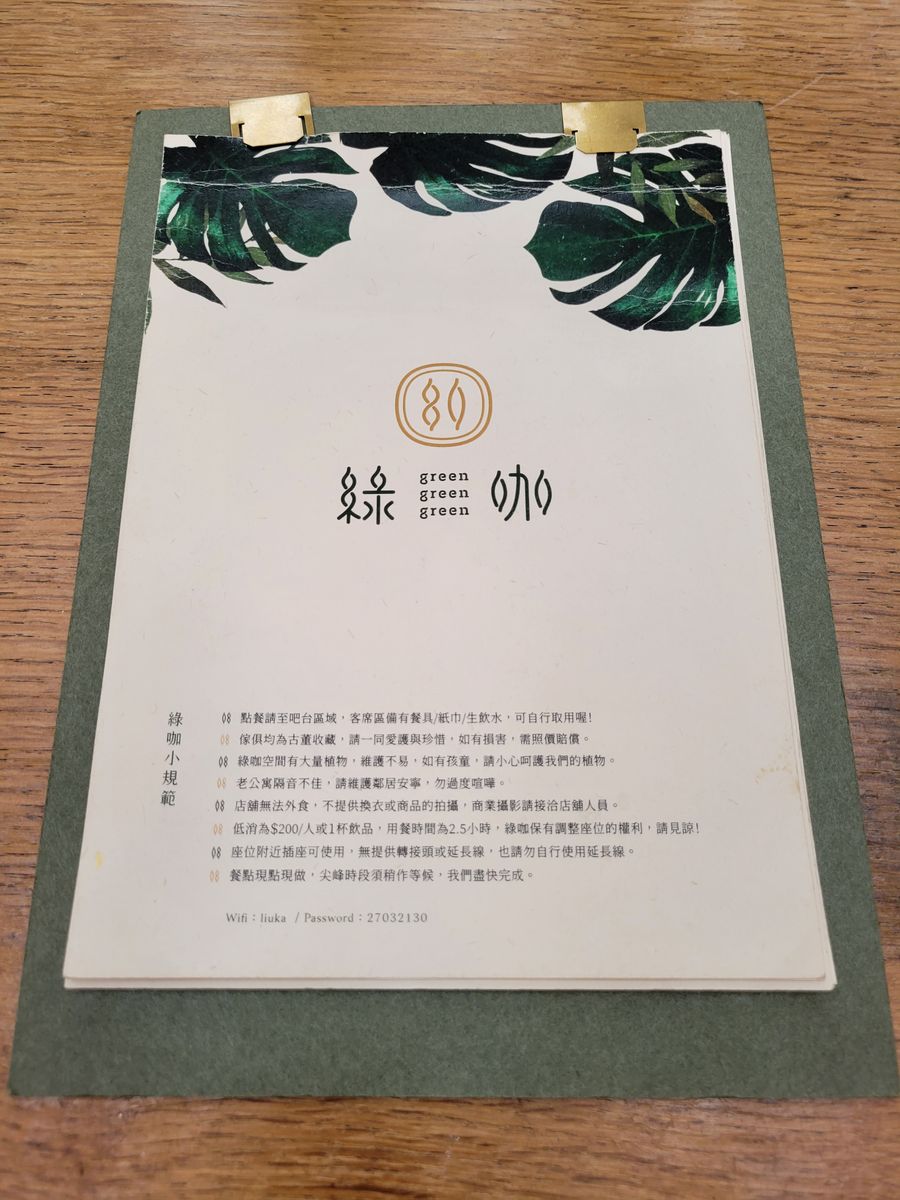 綠咖
green
green
green
綠咖小規範
點餐請至吧台區域，客席區備有餐具/紙巾/生飲水，可自行取用喔!
傢俱均為古董收藏，請一同愛護與珍惜，如有損害，需照價賠償。
綠咖空間有大量植物，維護不易，如有孩童，請小心呵護我們的植物。
老公寓隔音不佳，請維護鄰居安寧，勿過度喧嘩。
店舖無法外食，不提供換衣或商品的拍攝，商業攝影請接洽店舖人員。
低消為$200/人或1杯飲品，用餐時間為2.5小時，綠咖保有調整座位的權利，請見諒!
座位附近插座可使用，無提供轉接頭或延長線，也請勿自行使用延長線。
餐點現點現做，尖峰時段須稍作等候，我們盡快完成。
Wifi：liuka / Password：27032130